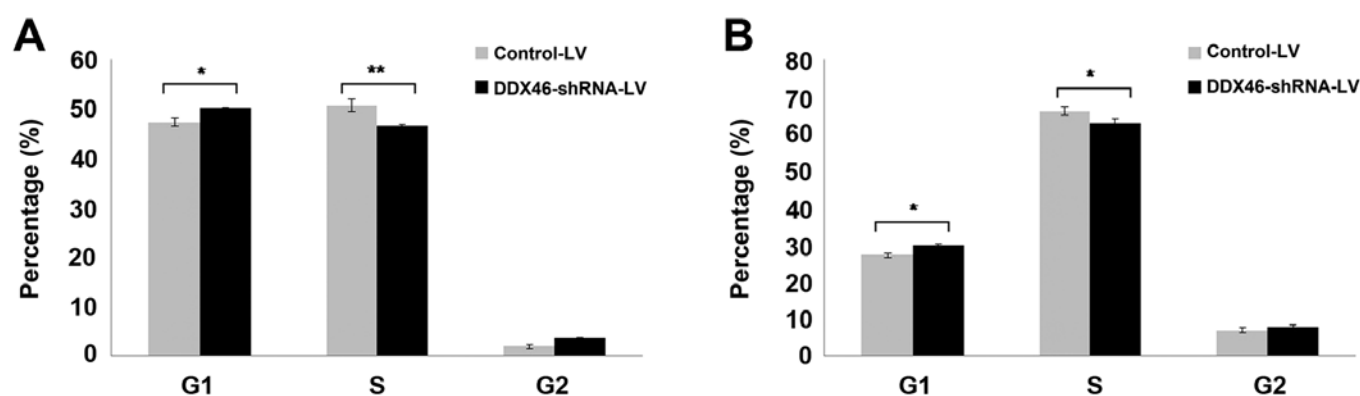 A
Percentage (%)
60
50
40
30
20
10
0
*
**
Control-LV
DDX46-shRNA-LV
G1 S G2
B
Percentage (%)
80
70
60
50
40
30
20
10
0
*
*
Control-LV
DDX46-shRNA-LV
G1 S G2